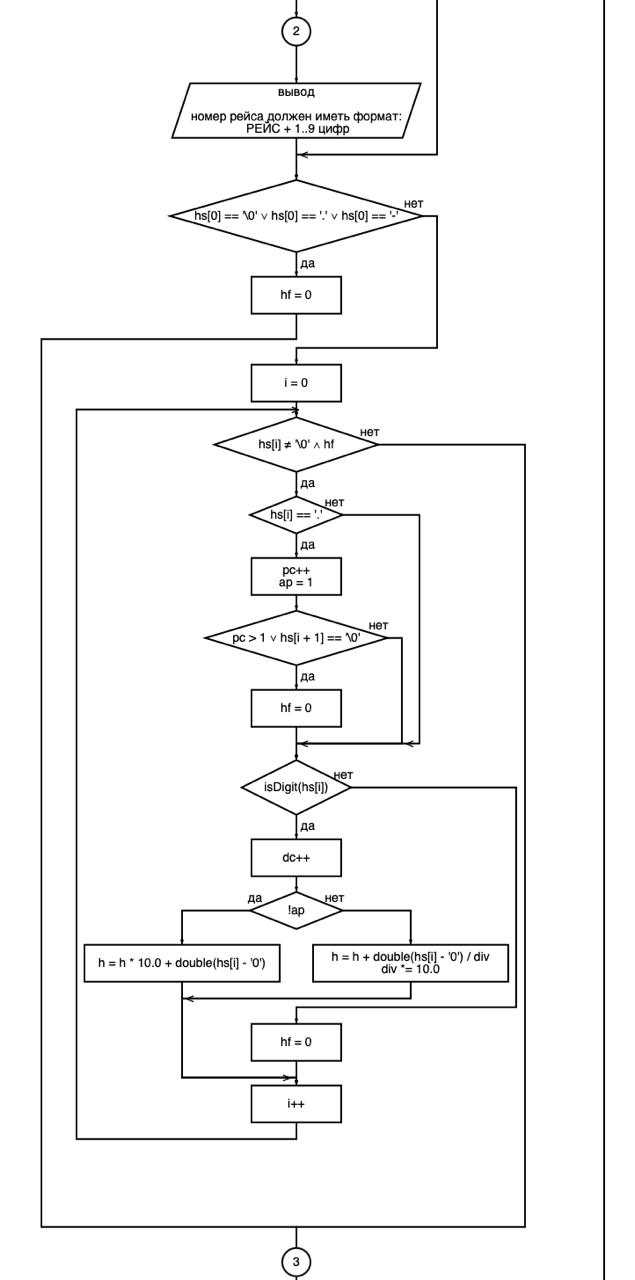 2
вывод
номер рейса должен иметь формат:
РЕЙС + 1..9 цифр
hs[0] == '\0' ∨ hs[0] == '.' ∨ hs[0] == '-'
нет
да
hf = 0
i = 0
hs[i] ≠ '\0' ∧ hf
нет
да
hs[i] == '.'
нет
да
pc++
ap = 1
pc > 1 ∨ hs[i + 1] == '\0'
нет
да
hf = 0
isDigit(hs[i])
нет
да
dc++
да
!ap
нет
h = h * 10.0 + double(hs[i] - '0')
h = h + double(hs[i] - '0') / div
div *= 10.0
hf = 0
i++
3